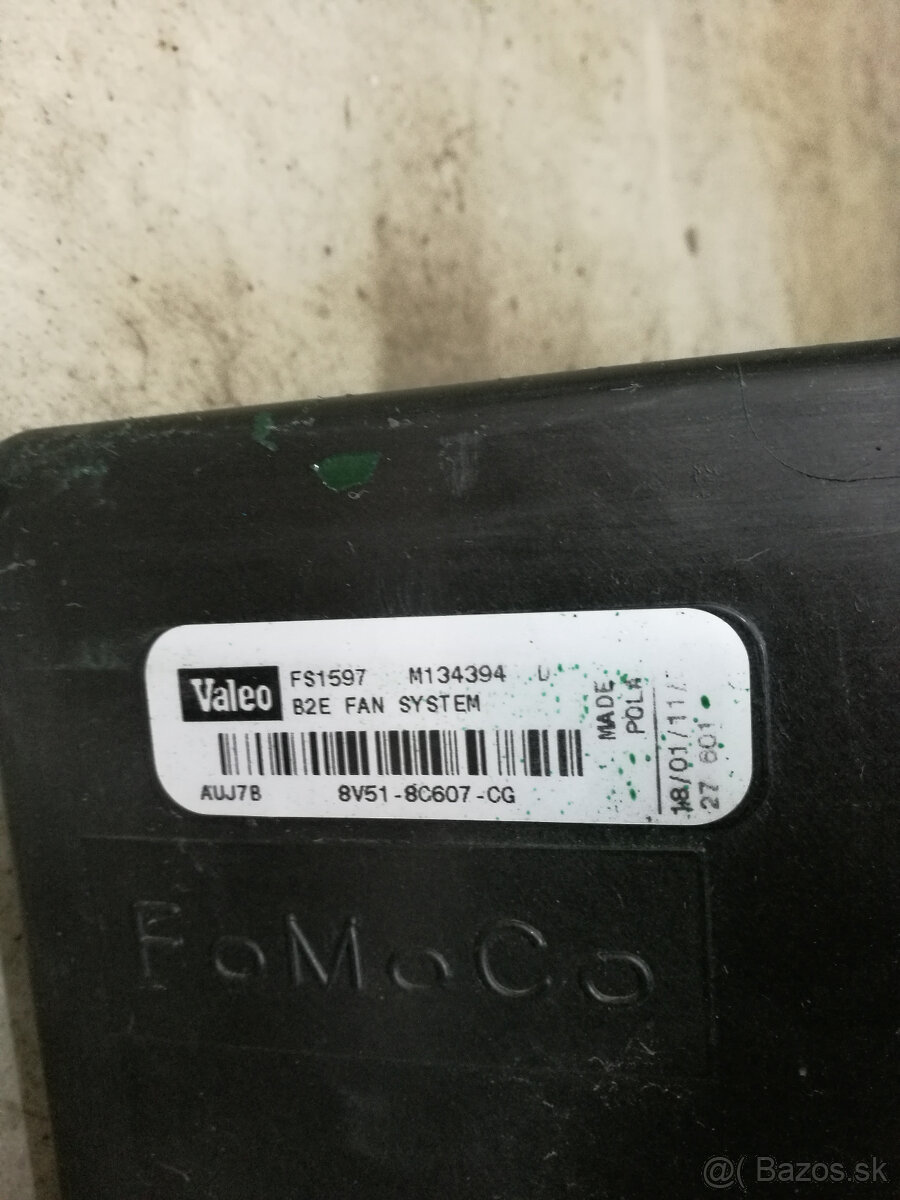 Valeo FS1597 M134394 U
B2E FAN SYSTEM
AUJ7B 8V51-8C607-CG
MADE
POLA
18/01/11
27 601
FoMoCo
@( Bazos.sk